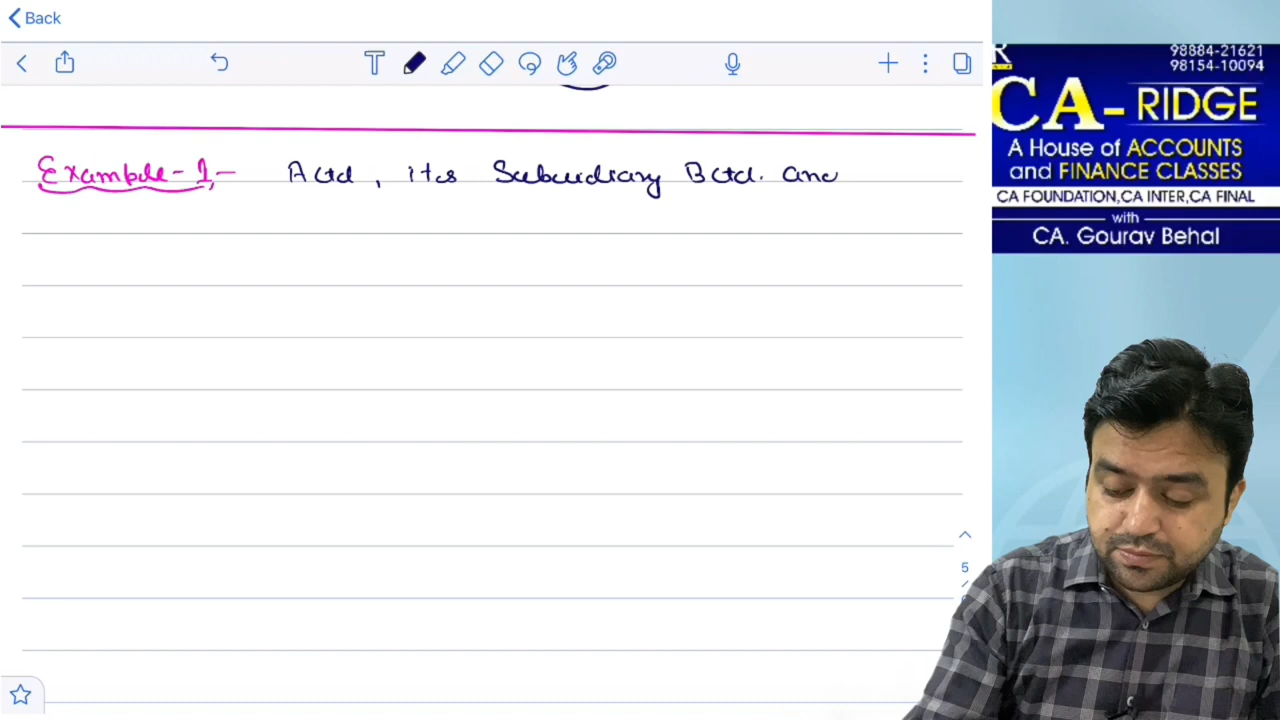 Back
T
Example-1,- A Ltd, its Subsidiary B Ltd. and
5
98884-21621
98154-10094
CA- RIDGE
A House of ACCOUNTS
and FINANCE CLASSES
CA FOUNDATION,CA INTER,CA FINAL
with
CA. Gourav Behal